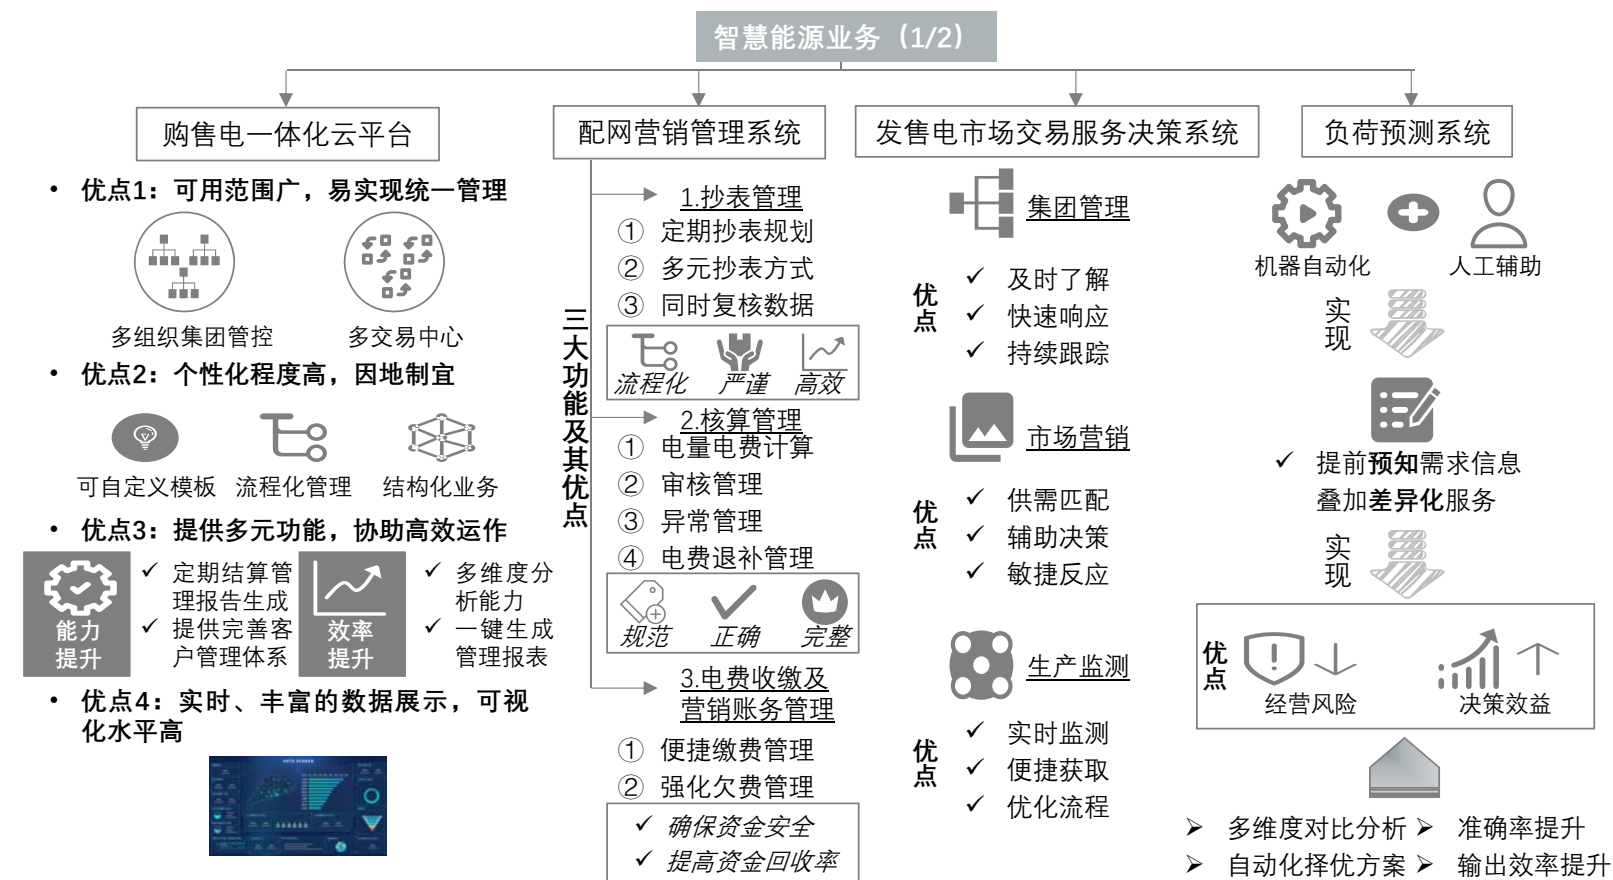 智慧能源业务（1/2）
购售电一体化云平台
• 优点1：可用范围广，易实现统一管理
多组织集团管控
多交易中心
• 优点2：个性化程度高，因地制宜
可自定义模板
流程化管理
结构化业务
• 优点3：提供多元功能，协助高效运作
能力
提升
✓ 定期结算管
理报告生成
✓ 提供完善客
户管理体系
效率
提升
✓ 多维度分
析能力
✓ 一键生成
管理报表
• 优点4：实时、丰富的数据展示，可视
化水平高
配网营销管理系统
三大功能及其优点
1.抄表管理
① 定期抄表规划
② 多元抄表方式
③ 同时复核数据
流程化
严谨
高效
2.核算管理
① 电量电费计算
② 审核管理
③ 异常管理
④ 电费退补管理
规范
正确
完整
3.电费收缴及
营销账务管理
① 便捷缴费管理
② 强化欠费管理
✓ 确保资金安全
✓ 提高资金回收率
发售电市场交易服务决策系统
集团管理
优点
✓ 及时了解
✓ 快速响应
✓ 持续跟踪
市场营销
优点
✓ 供需匹配
✓ 辅助决策
✓ 敏捷反应
生产监测
优点
✓ 实时监测
✓ 便捷获取
✓ 优化流程
负荷预测系统
机器自动化
人工辅助
实现
✓ 提前预知需求信息
叠加差异化服务
实现
优点
经营风险
决策效益
➢ 多维度对比分析
➢ 准确率提升
➢ 自动化择优方案
➢ 输出效率提升